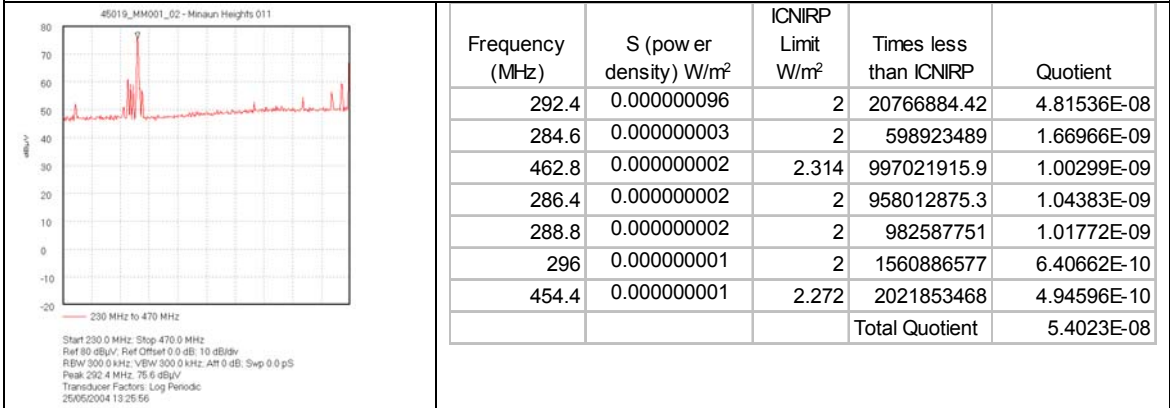 45019_MM001_02 - Minaun Heights 011
80
70
60
50
40
30
20
10
0
-10
-20
dBµV
230 MHz to 470 MHz
Start 230.0 MHz; Stop 470.0 MHz
Ref 80 dBµV; Ref Offset 0.0 dB; 10 dB/div
RBW 300.0 kHz; VBW 300.0 kHz; Att 0 dB; Swp 0.0 pS
Peak 292.4 MHz, 75.6 dBµV
Transducer Factors: Log Periodic
25/05/2004 13:25:56
Frequency (MHz) S (pow er density) W/m² ICNIRP Limit W/m² Times less than ICNIRP Quotient
292.4 0.000000096 2 20766884.42 4.81536E-08
284.6 0.000000003 2 598923489 1.66966E-09
462.8 0.000000002 2.314 997021915.9 1.00299E-09
286.4 0.000000002 2 958012875.3 1.04383E-09
288.8 0.000000002 2 982587751 1.01772E-09
296 0.000000001 2 1560886577 6.40662E-10
454.4 0.000000001 2.272 2021853468 4.94596E-10
Total Quotient 5.4023E-08